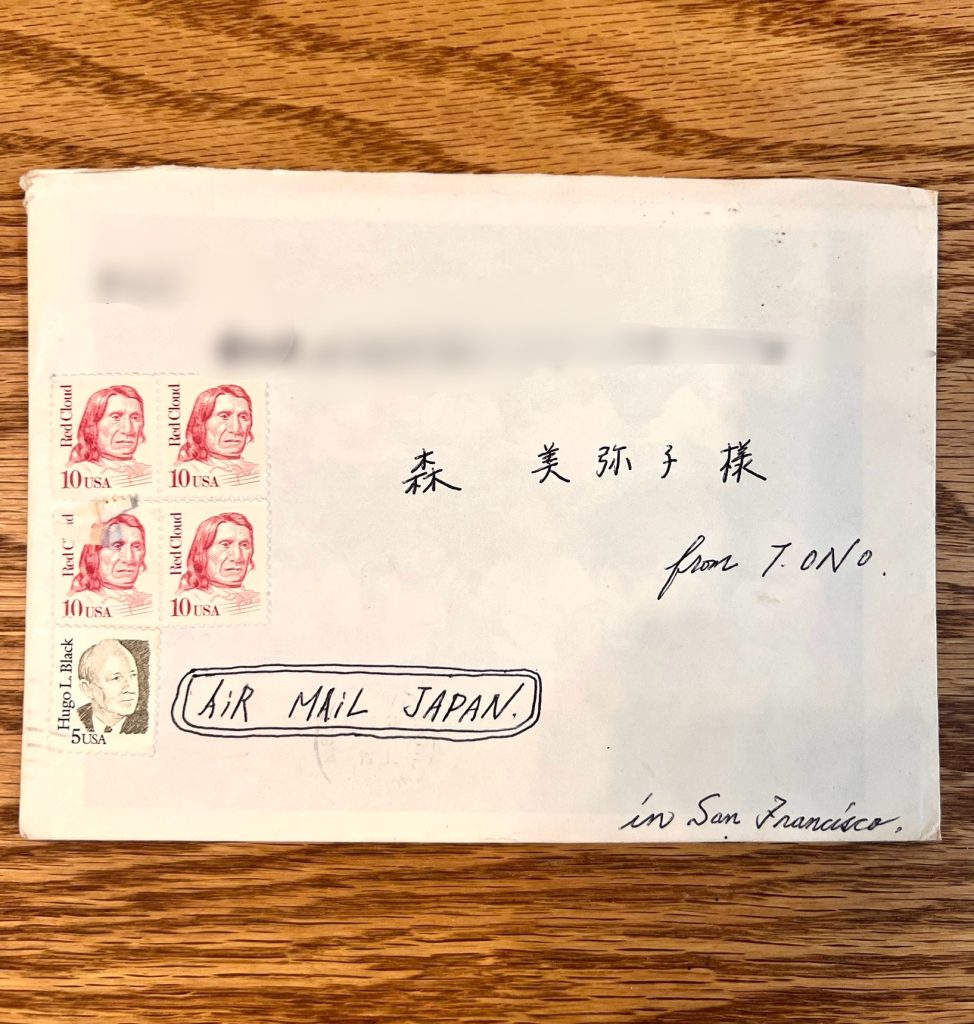 Red Cloud
10 USA
Red Cloud
10 USA
森 美弥子様
from T. ONO.
Red C
10 USA
Red Cloud
10 USA
Hugo L. Black
5 USA
AiR MAiL JAPAN.
in San Francisco.